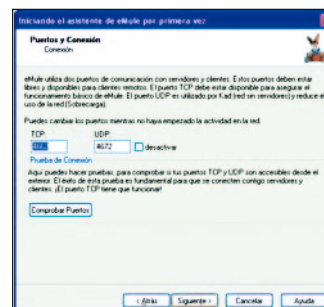 Iniciando el asistente de eMule por primera vez
Puertos y Conexión
Conexión
eMule utiliza dos puertos de comunicación con servidores y clientes. Estos puertos deben estar
libres y disponibles para clientes remotos. El puerto TCP debe estar disponible para asegurar el
funcionamiento básico de eMule. El puerto UDP es utilizado por Kad (red sin servidores) y reduce el
uso de la red (Sobrecarga).
Puedes cambiar los puertos mientras no haya empezado la actividad en la red.
TCP: UDP:
4672 desactivar
Prueba de Conexión
Aquí puedes hacer pruebas, para comprobar si tus puertos TCP y UDP son accesibles desde el
exterior. El éxito de ésta prueba es fundamental para que se conecten contigo servidores y
clientes. ¡El puerto TCP tiene que funcionar!
Comprobar Puertos
< Atrás Siguiente > Cancelar Ayuda